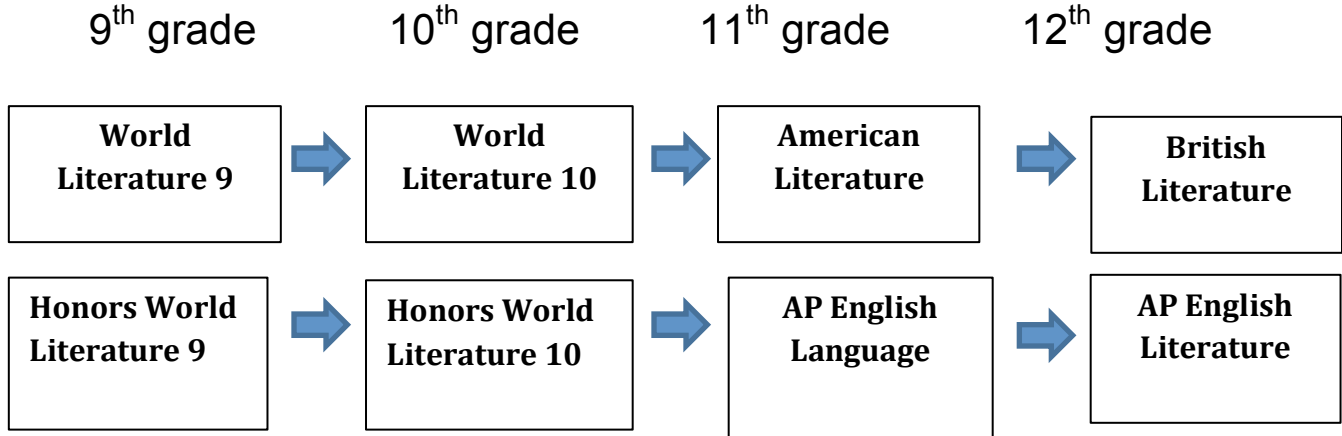 9th grade 10th grade 11th grade 12th grade
World
Literature 9
World
Literature 10
American
Literature
British
Literature
Honors World
Literature 9
Honors World
Literature 10
AP English
Language
AP English
Literature